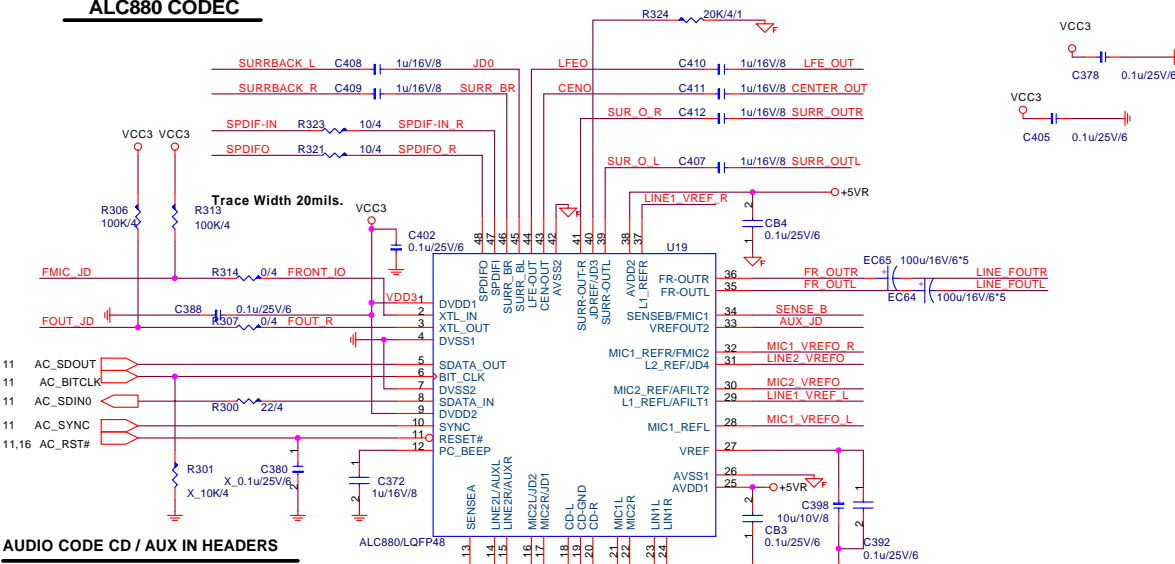 ALC880 CODEC
R324 20K/4/1
F
VCC3
C378 0.1u/25V/6
VCC3
C405 0.1u/25V/6
SURRBACK_L C408 1u/16V/8 JD0
LFEO C410 1u/16V/8 LFE_OUT
SURRBACK_R C409 1u/16V/8 SURR_BR
CENO C411 1u/16V/8 CENTER_OUT
SUR_O_R C412 1u/16V/8 SURR_OUTR
SPDIF-IN R323 10/4 SPDIF-IN_R
SPDIFO R321 10/4 SPDIFO_R
SUR_O_L C407 1u/16V/8 SURR_OUTL
VCC3 VCC3
Trace Width 20mils.
VCC3
LINE1_VREF_R
+5VR
R306 100K/4
R313 100K/4
C402 0.1u/25V/6
F
2 CB4
1 0.1u/25V/6
F
48 47 46 45 44 43 42 41 40 39 38 37
U19
SPDIFO
SPDIF
SURR_BR
SURR_BL
LFE-OUT
CEN-OUT
AVSS2
SURR-OUT-R
JDREF/JD3
SURR-OUTL
AVDD2
L1_REFR
FMIC_JD R314 0/4 FRONT_IO
C388 0.1u/25V/6
FOUT_JD R307 0/4 FOUT_R
VDD3 1 DVDD1
2 XTL_IN
3 XTL_OUT
4 DVSS1
11 AC_SDOUT 5 SDATA_OUT
11 AC_BITCLK 6 BIT_CLK
7 DVSS2
11 AC_SDIN0 R300 22/4 8 SDATA_IN
9 DVDD2
11 AC_SYNC 10 SYNC
11,16 AC_RST# 11 RESET#
12 PC_BEEP
FR-OUTR 36 FR_OUTR EC65 100u/16V/6*5 LINE_FOUTR
FR-OUTL 35 FR_OUTL EC64 100u/16V/6*5 LINE_FOUTL
+
+
SENSEB/FMIC1 34 SENSE_B
VREFOUT2 33 AUX_JD
MIC1_REFR/FMIC2 32 MIC1_VREFO_R
L2_REF/JD4 31 LINE2_VREFO
MIC2_REF/AFILT2 30 MIC2_VREFO
L1_REFL/AFILT1 29 LINE1_VREF_L
MIC1_REFL 28 MIC1_VREFO_L
VREF 27
AVSS1 26
AVDD1 25 +5VR
F
R301 X_10K/4
1 C380 X_0.1u/25V/6 2
1 C372 1u/16V/8 2
2 CB3 0.1u/25V/6 1
C398 10u/10V/8
1 2 C392 0.1u/25V/6
SENSEA
LINE2L/AUXL
LINE2R/AUXR
MIC2L/JD2
MIC2R/JD1
CD-L
CD-GND
CD-R
MIC1L
MIC2R
LIN1L
LIN1R
ALC880/LQFP48
13 14 15 16 17 18 19 20 21 22 23 24
AUDIO CODE CD / AUX IN HEADERS